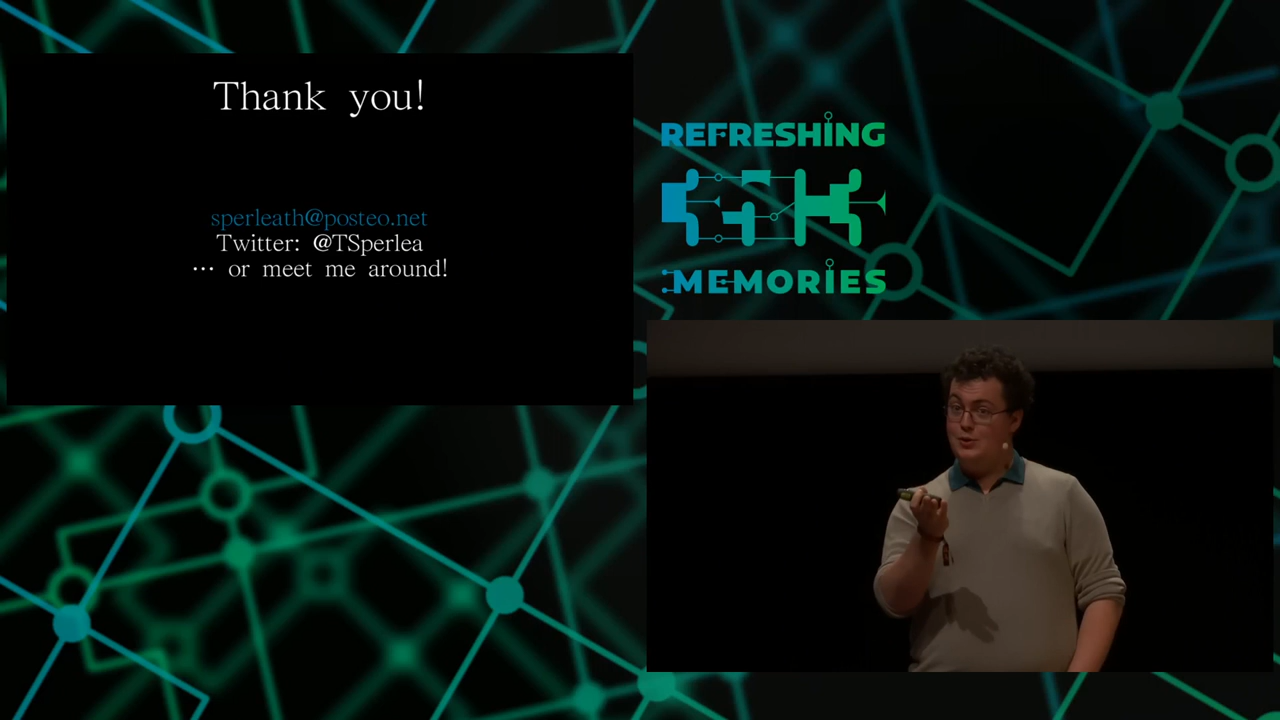 Thank you!
sperleath@posteo.net
Twitter: @TSperlea
… or meet me around!
REFRESHING
MEMORIES